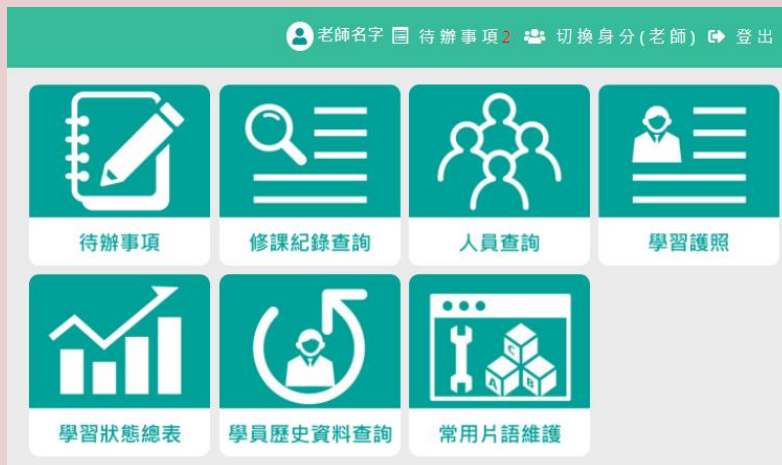 老師名字 待辦事項2 切換身分(老師) 登出
待辦事項 修課紀錄查詢 人員查詢 學習護照
C
A B
學習狀態總表 學員歷史資料查詢 常用片語維護